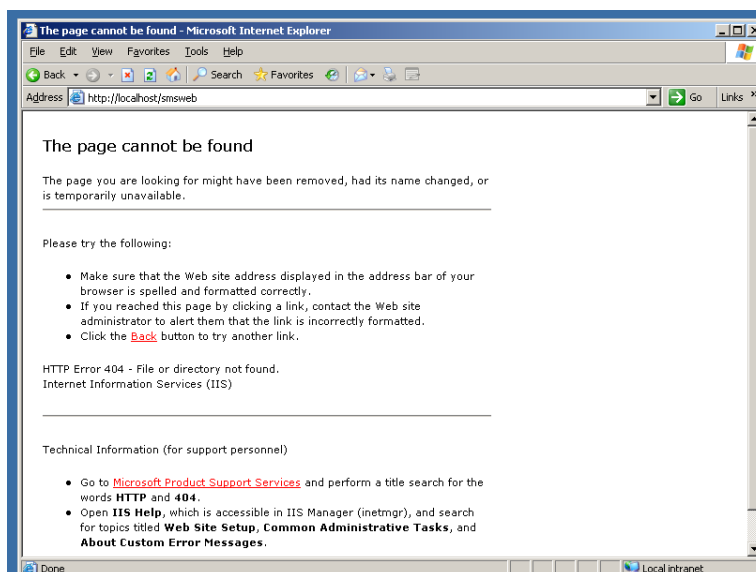 The page cannot be found - Microsoft Internet Explorer
File Edit View Favorites Tools Help
Back Search Favorites
Address http://localhost/smsweb Go Links »
The page cannot be found
The page you are looking for might have been removed, had its name changed, or
is temporarily unavailable.
Please try the following:
• Make sure that the Web site address displayed in the address bar of your
browser is spelled and formatted correctly.
• If you reached this page by clicking a link, contact the Web site
administrator to alert them that the link is incorrectly formatted.
• Click the Back button to try another link.
HTTP Error 404 - File or directory not found.
Internet Information Services (IIS)
Technical Information (for support personnel)
• Go to Microsoft Product Support Services and perform a title search for the
words HTTP and 404.
• Open IIS Help, which is accessible in IIS Manager (inetmgr), and search
for topics titled Web Site Setup, Common Administrative Tasks, and
About Custom Error Messages.
Done Local intranet